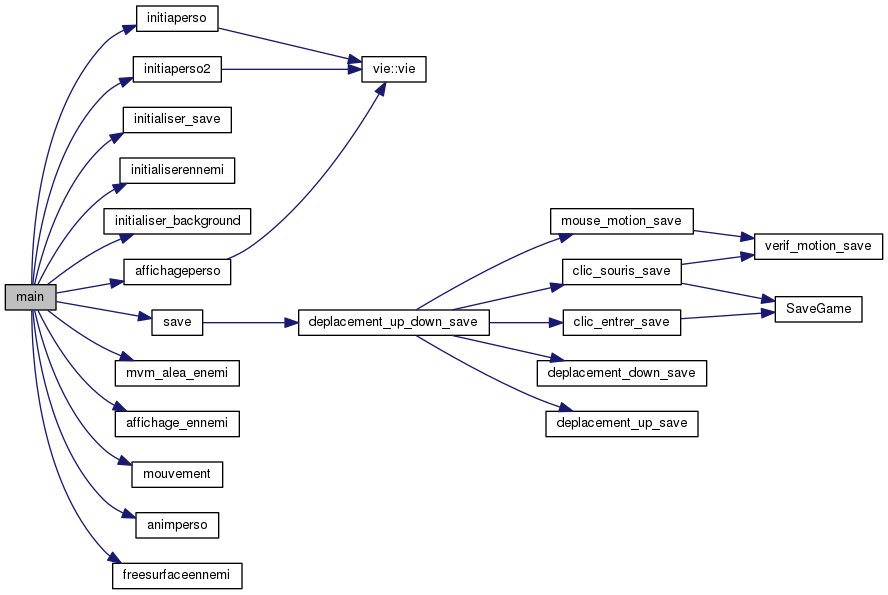 initiaperso
initiaperso2
vie::vie
initialiser_save
initialiserennemi
initialiser_background
mouse_motion_save
verif_motion_save
affichageperso
clic_souris_save
main
SaveGame
save
deplacement_up_down_save
clic_entrer_save
mvm_alea_enemi
deplacement_down_save
affichage_ennemi
deplacement_up_save
mouvement
animperso
freesurfaceennemi